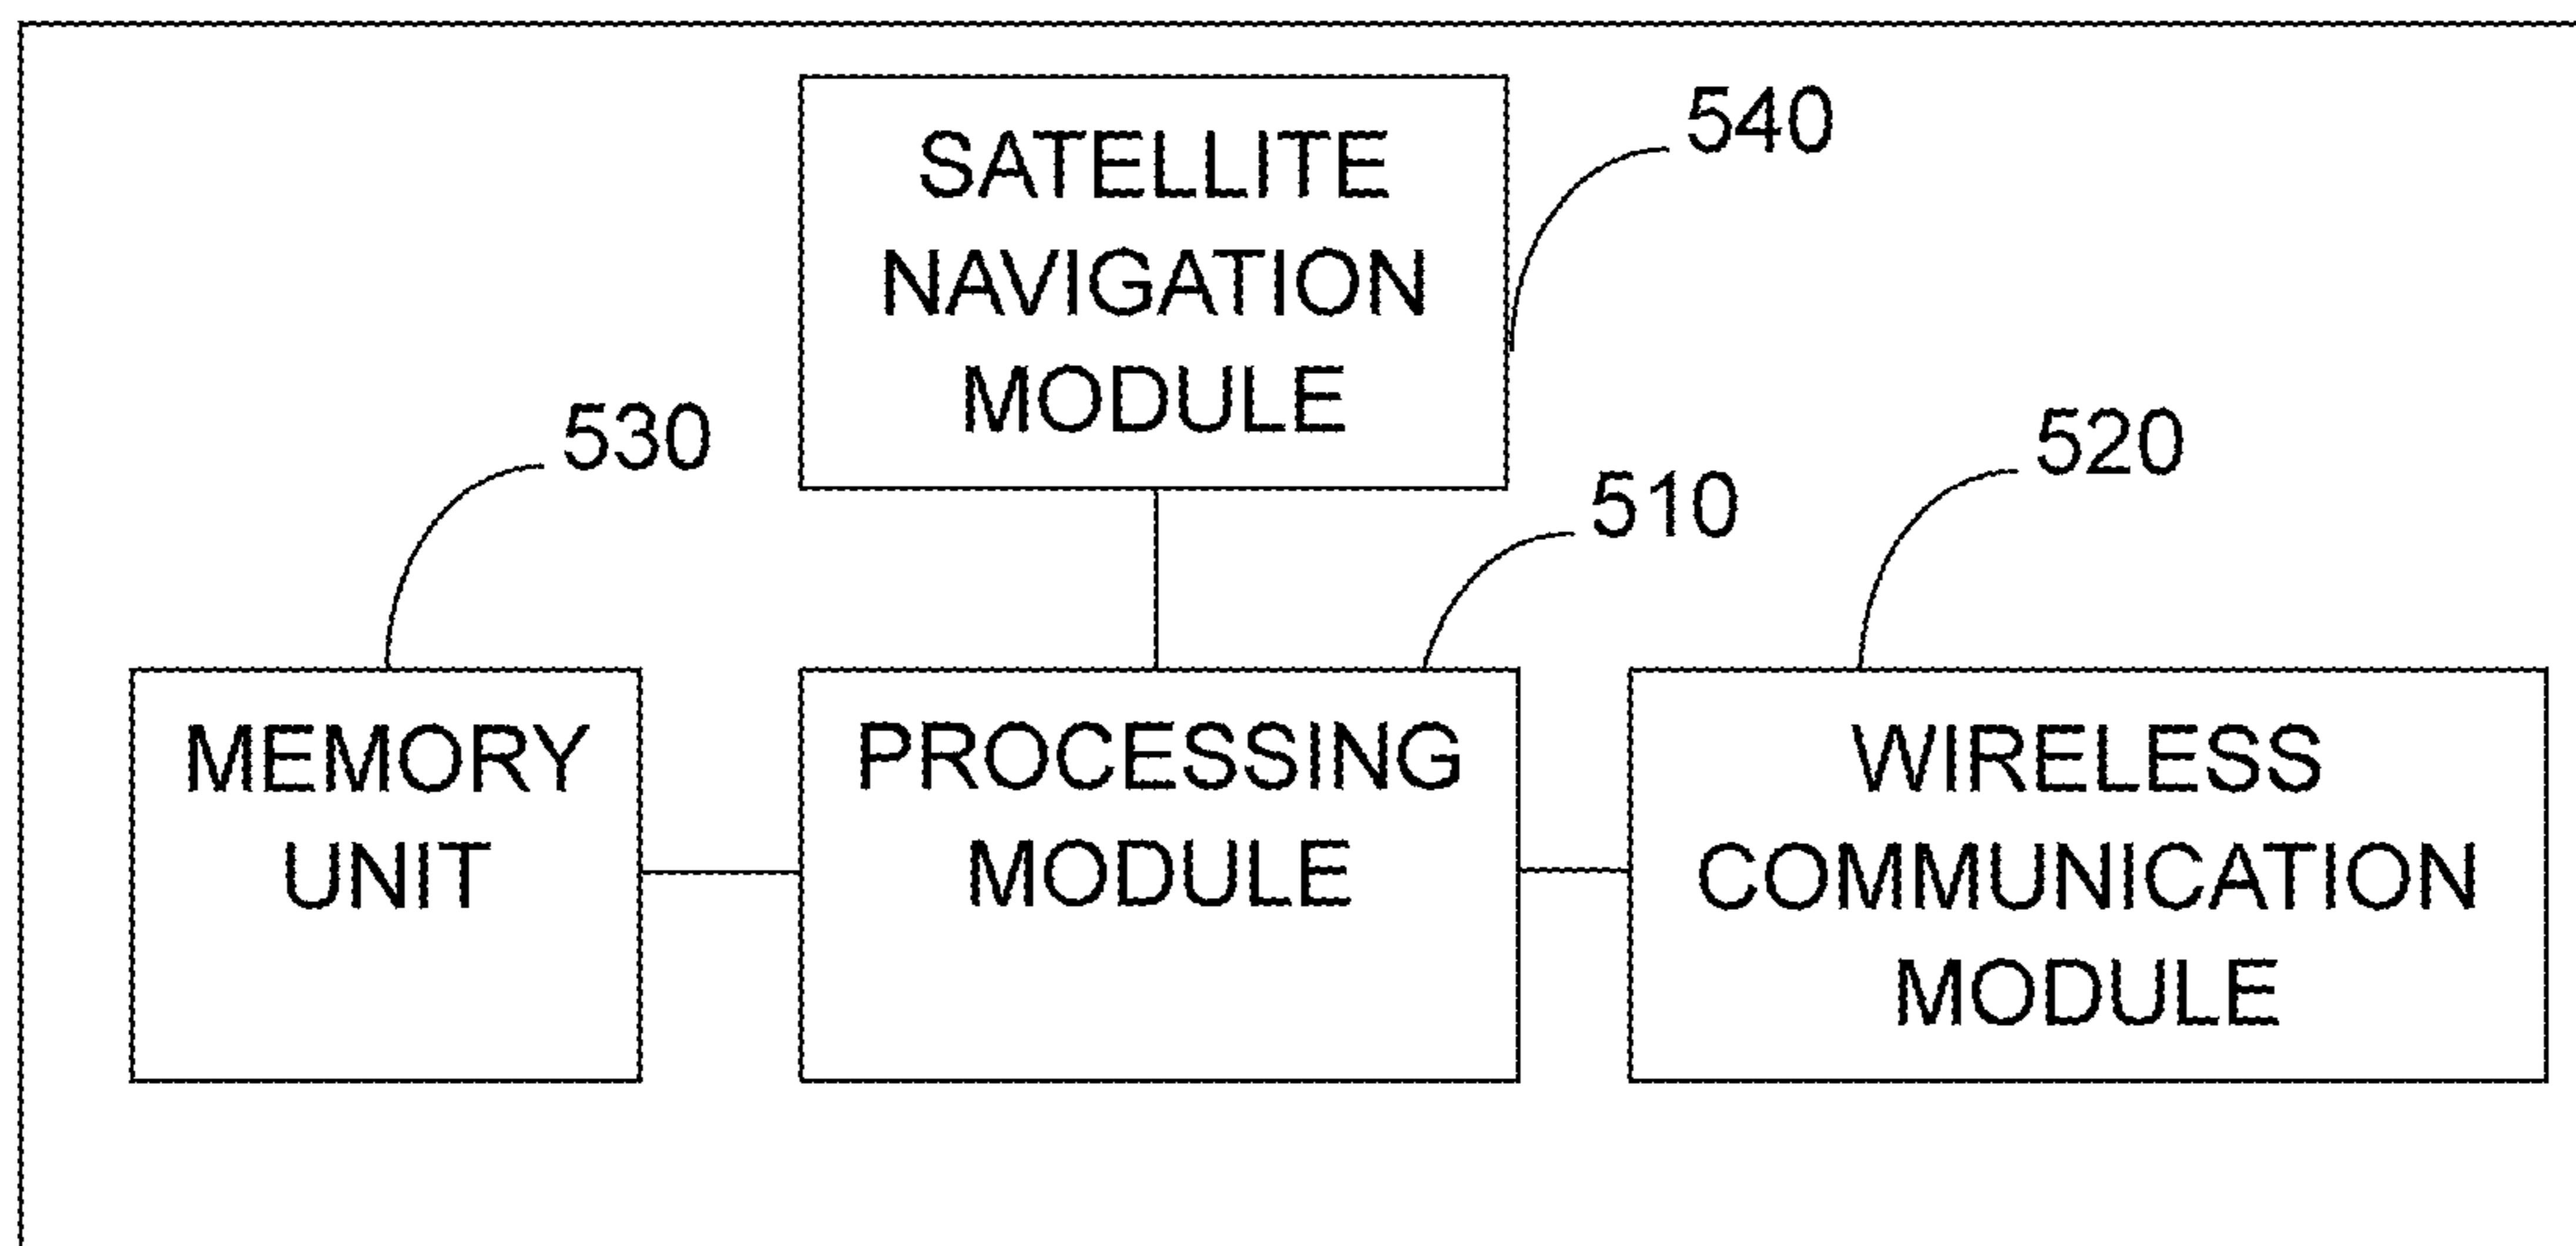 540
SATELLITE
NAVIGATION
MODULE
530
520
510
MEMORY
UNIT
PROCESSING
MODULE
WIRELESS
COMMUNICATION
MODULE